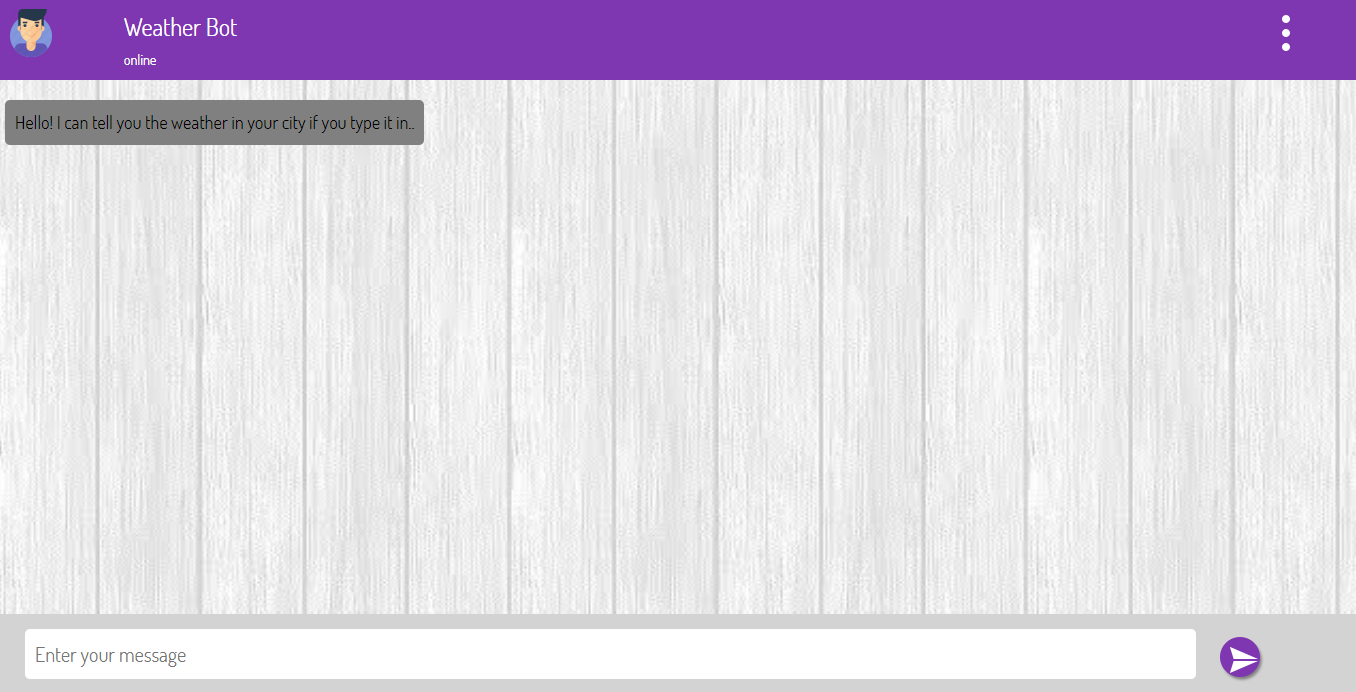 Weather Bot
online
Hello! I can tell you the weather in your city if you type it in..
Enter your message